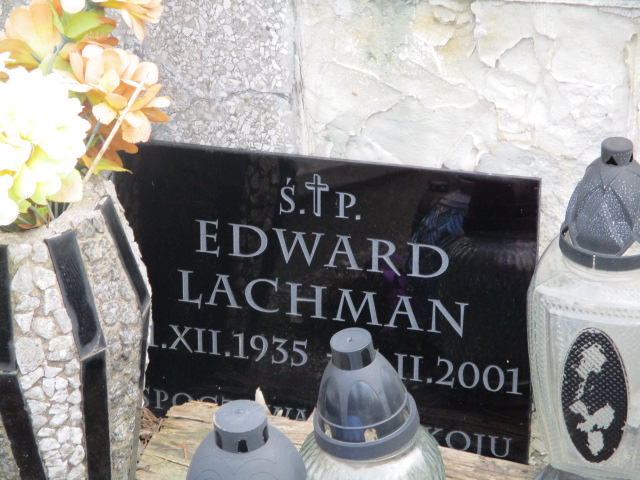 Ś.✝P.
EDWARD
LACHMAN
.XII.1935 - .II.2001